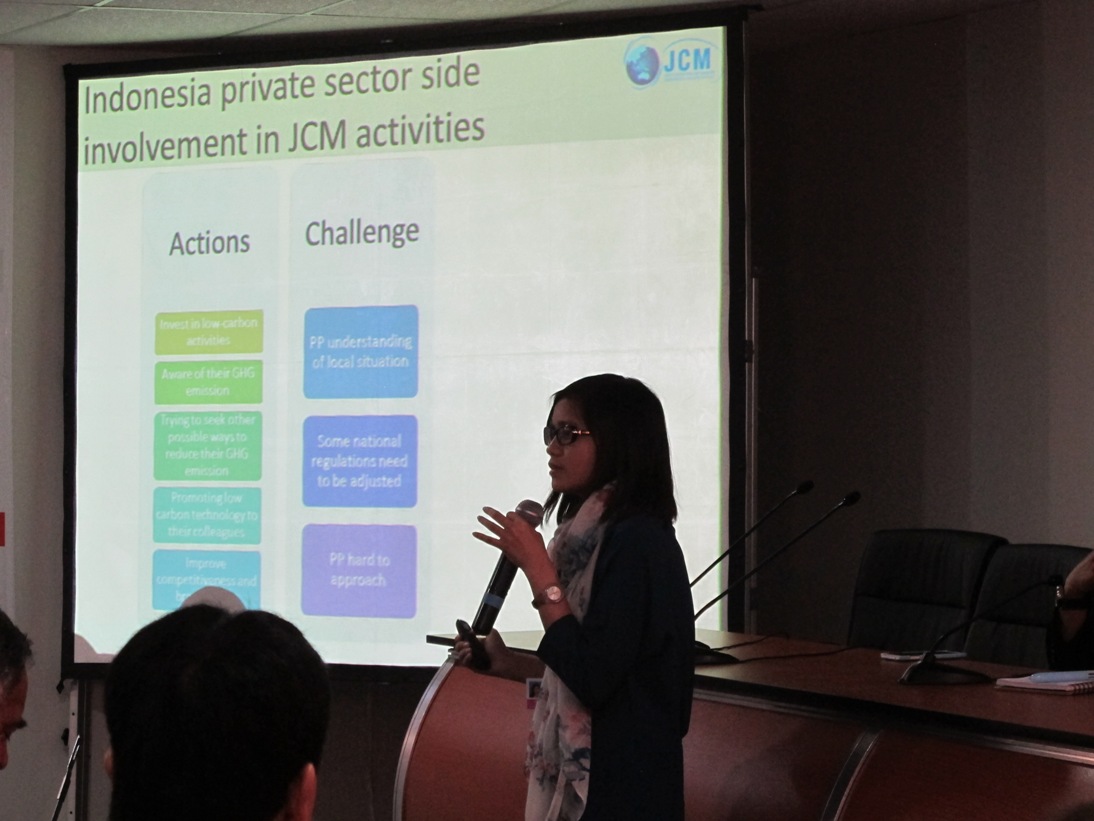 Indonesia private sector side
involvement in JCM activities
JCM
Actions
Invest in low-carbon
activities
Aware of their GHG
emission
Trying to seek other
possible ways to
reduce their GHG
emission
Promoting low
carbon technology to
their colleagues
Improve
competitiveness and
Challenge
PP understanding
of local situation
Some national
regulations need
to be adjusted
PP hard to
approach